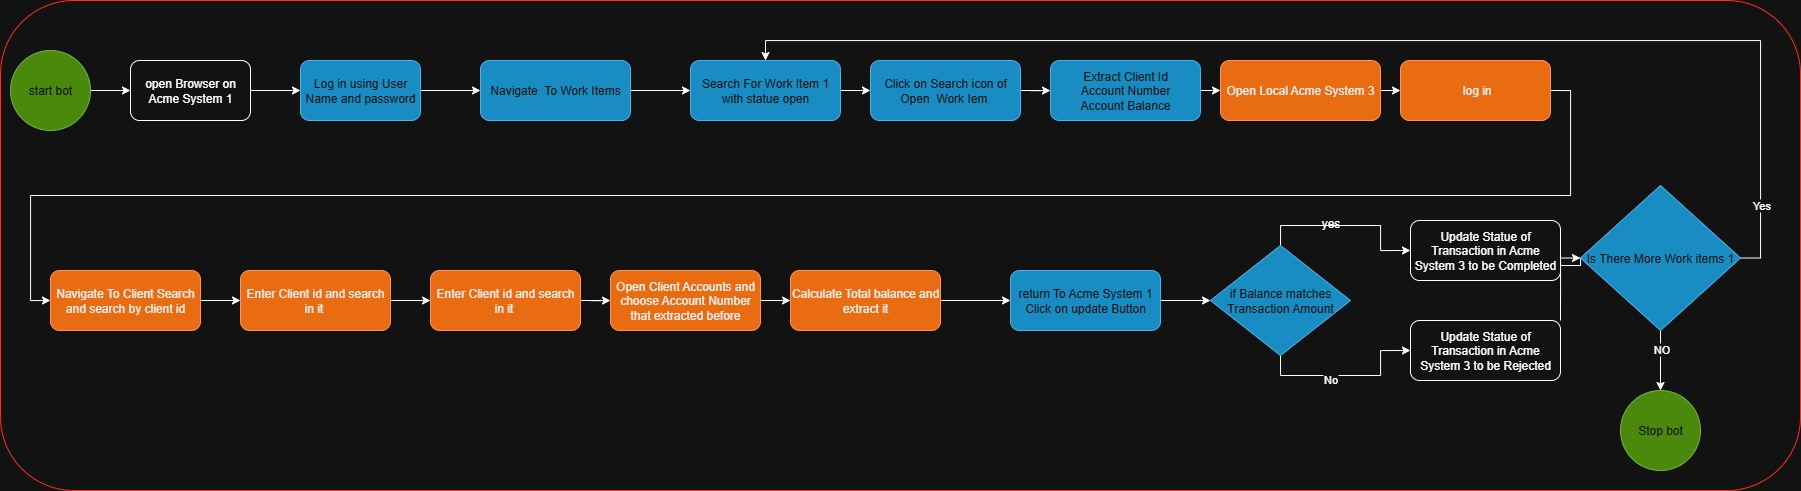 start bot
open Browser on
Acme System 1
Log in using User
Name and password
Navigate  To Work Items
Search For Work Item 1
with statue open
Click on Search icon of
Open  Work Iem
Extract Client Id
Account Number
Account Balance
Open Local Acme System 3
log in
Yes
Navigate To Client Search
and search by client id
Enter Client id and search
in it
Enter Client id and search
in it
Open Client Accounts and
choose Account Number
that extracted before
Calculate Total balance and
extract it
return To Acme System 1
Click on update Button
if Balance matches
Transaction Amount
yes
No
Update Statue of
Transaction in Acme
System 3 to be Completed
Update Statue of
Transaction in Acme
System 3 to be Rejected
Is There More Work items 1
NO
Stop bot